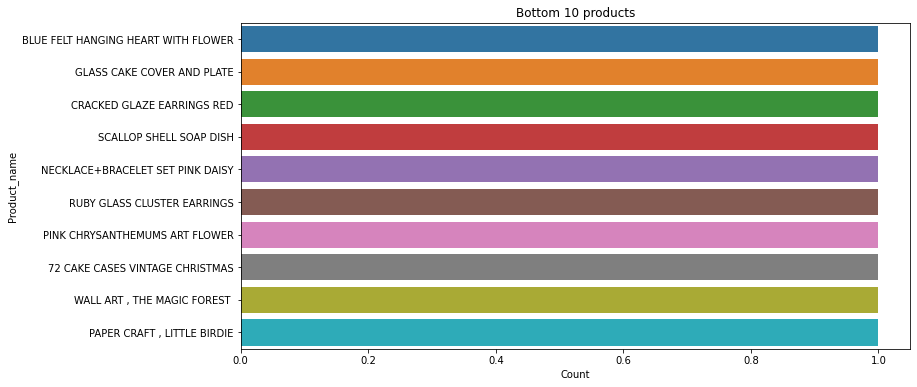 Bottom 10 products
Product_name
BLUE FELT HANGING HEART WITH FLOWER
GLASS CAKE COVER AND PLATE
CRACKED GLAZE EARRINGS RED
SCALLOP SHELL SOAP DISH
NECKLACE+BRACELET SET PINK DAISY
RUBY GLASS CLUSTER EARRINGS
PINK CHRYSANTHEMUMS ART FLOWER
72 CAKE CASES VINTAGE CHRISTMAS
WALL ART , THE MAGIC FOREST
PAPER CRAFT , LITTLE BIRDIE
0.0 0.2 0.4 0.6 0.8 1.0
Count